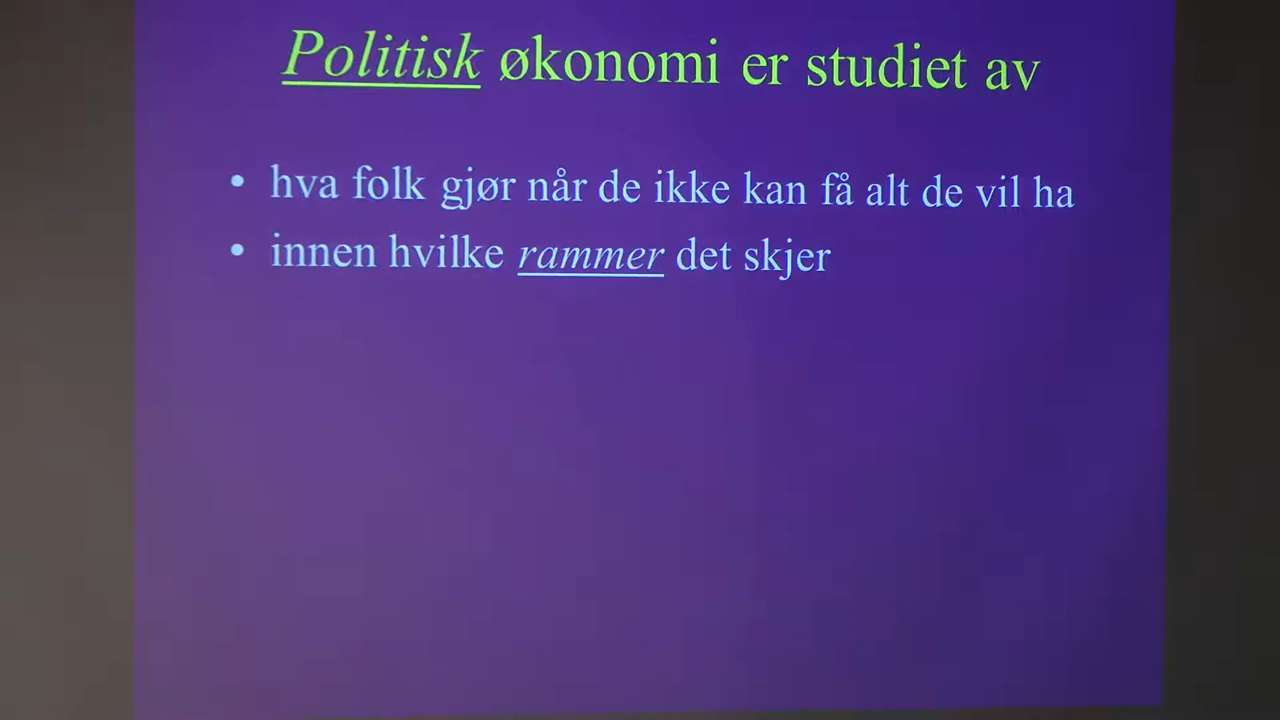 Politisk økonomi er studiet av
• hva folk gjør når de ikke kan få alt de vil ha
• innen hvilke rammer det skjer